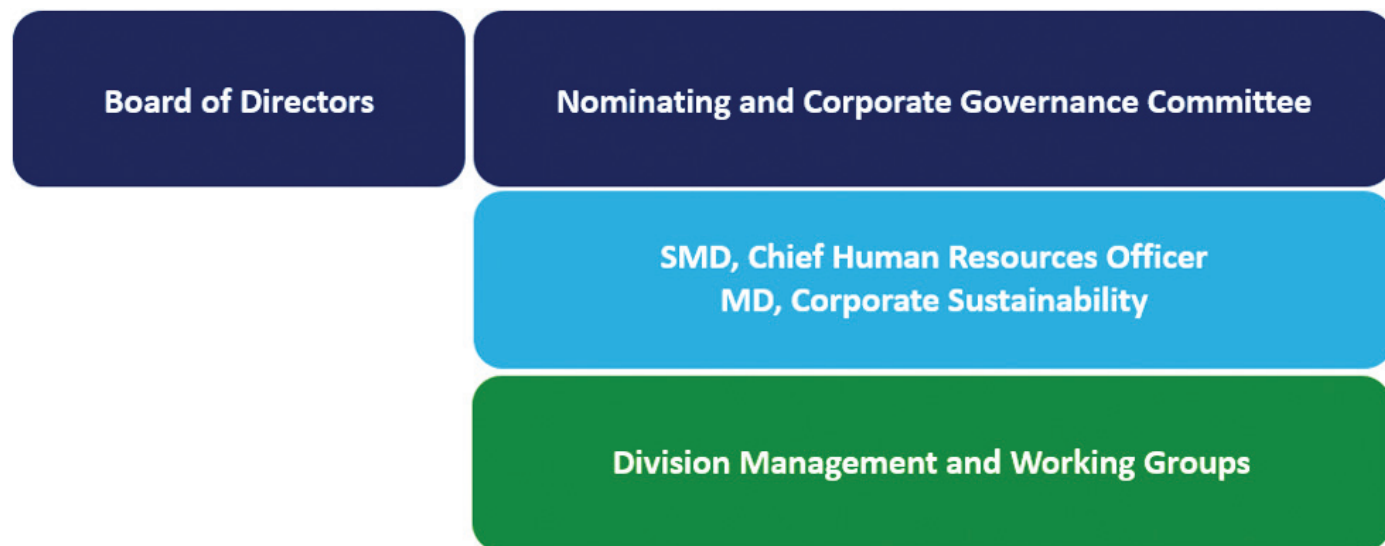 Board of Directors
Nominating and Corporate Governance Committee
SMD, Chief Human Resources Officer
MD, Corporate Sustainability
Division Management and Working Groups